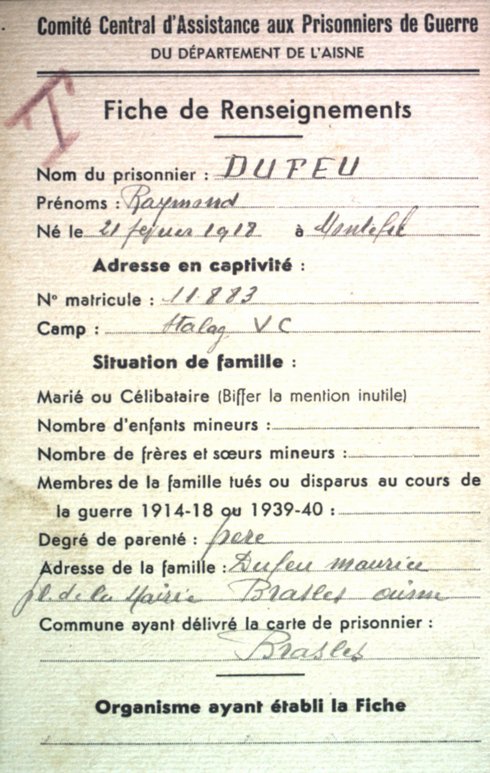 Comité Central d'Assistance aux Prisonniers de Guerre
DU DÉPARTEMENT DE L'AISNE
T
Fiche de Renseignements
Nom du prisonnier : DUFEU
Prénoms : Raymond
Né le 21 fevrier 1918 à
Adresse en captivité :
N° matricule : 11.883
Camp : Stalag V C
Situation de famille :
Marié ou Célibataire (Biffer la mention inutile)
Nombre d'enfants mineurs :
Nombre de frères et sœurs mineurs :
Membres de la famille tués ou disparus au cours de
la guerre 1914-18 ou 1939-40 :
Degré de parenté : père
Adresse de la famille : Dufeu maurice
pl. de la Mairie Brasles aisne
Commune ayant délivré la carte de prisonnier :
Brasles
Organisme ayant établi la Fiche